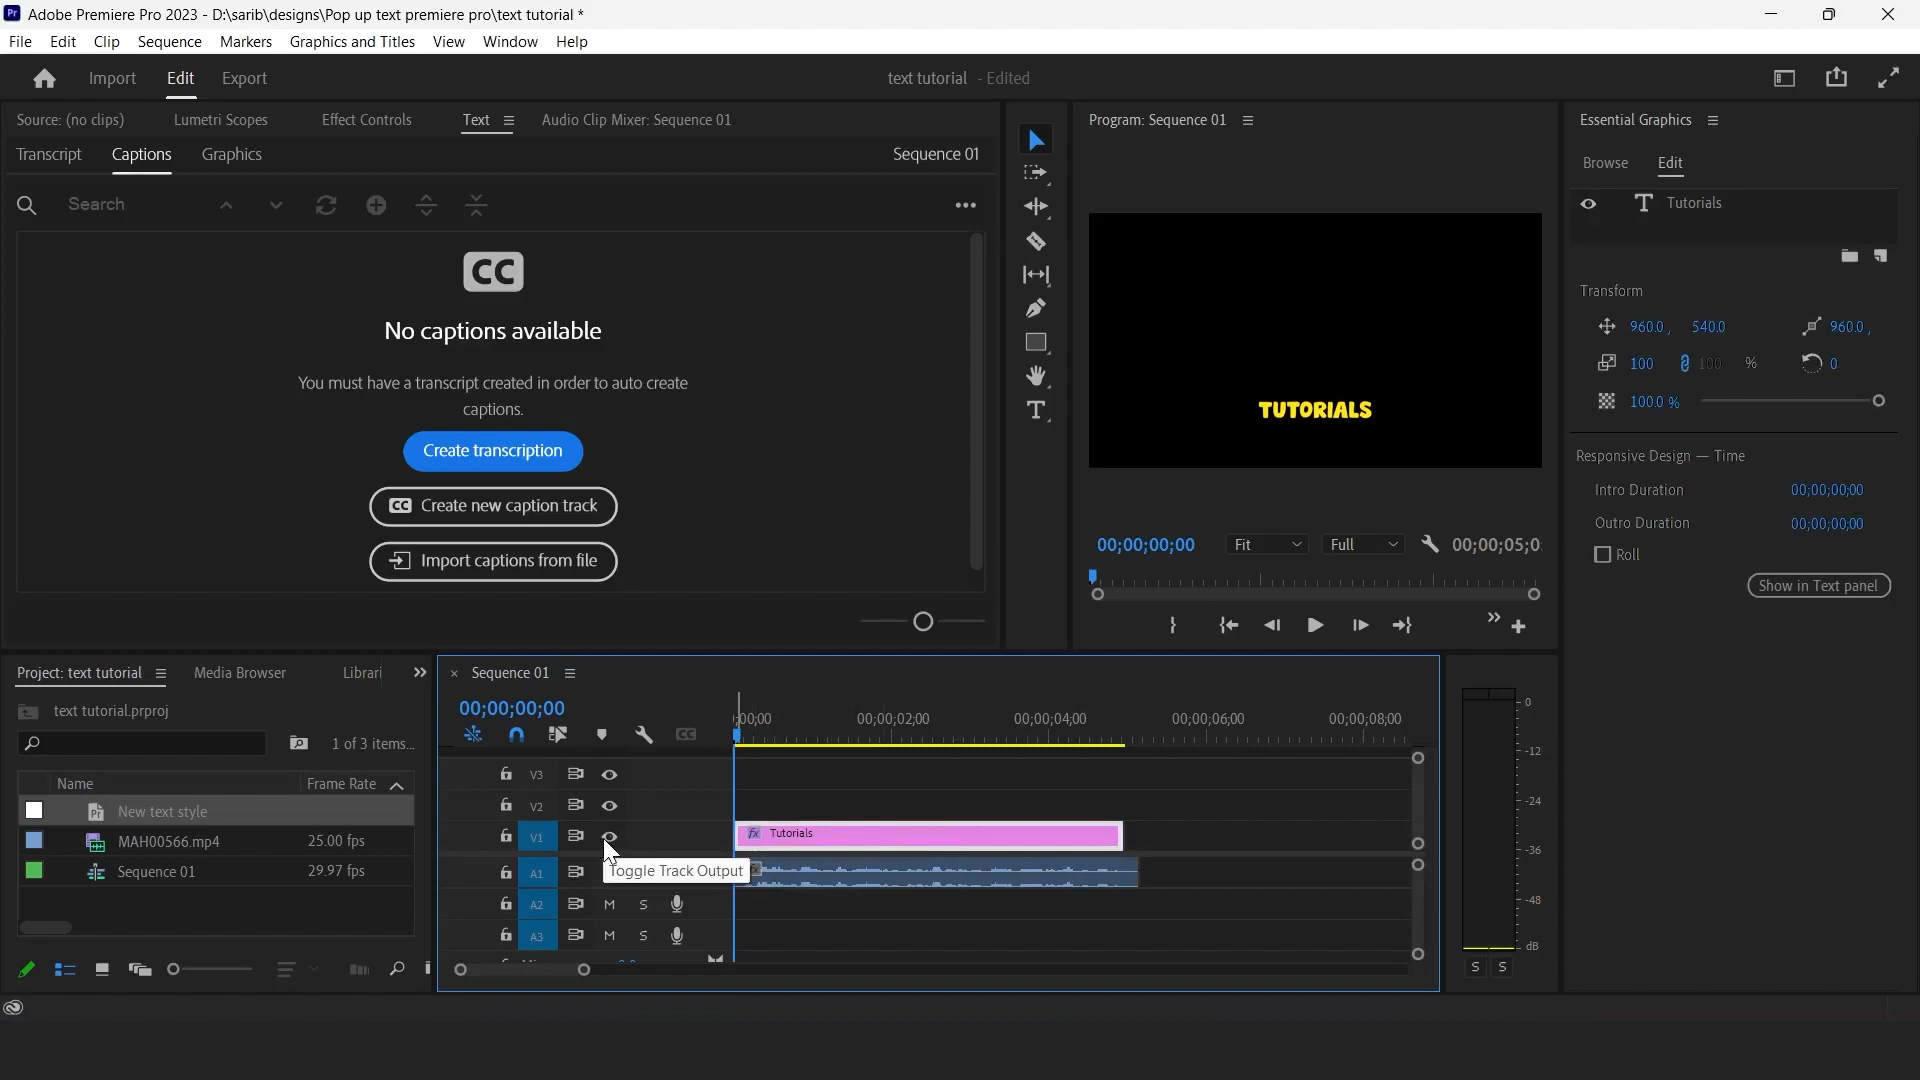 Pr Adobe Premiere Pro 2023 - D:\sarib\designs\Pop up text premiere pro\text tutorial *
File Edit Clip Sequence Markers Graphics and Titles View Window Help
Import Edit Export text tutorial - Edited
Source: (no clips) Lumetri Scopes Effect Controls Text Audio Clip Mixer: Sequence 01
Transcript Captions Graphics Sequence 01
Search
CC
No captions available
You must have a transcript created in order to auto create
captions.
Create transcription
CC Create new caption track
Import captions from file
Program: Sequence 01
TUTORIALS
00;00;00;00 Fit Full 00;00;05;0
Essential Graphics
Browse Edit
T Tutorials
Transform
960.0 , 540.0 960.0 ,
100 100 % 0
100.0 %
Responsive Design — Time
Intro Duration 00;00;00;00
Outro Duration 00;00;00;00
Roll
Show in Text panel
Project: text tutorial Media Browser Librari
text tutorial.prproj
1 of 3 items...
Name Frame Rate
New text style
MAH00566.mp4 25.00 fps
Sequence 01 29.97 fps
× Sequence 01
00;00;00;00
;00;00 00;00;02;00 00;00;04;00 00;00;06;00 00;00;08;00
CC
V3
V2
V1 fx Tutorials
A1 Toggle Track Output
A2 M S
A3 M S
0
-12
-24
-36
-48
dB
S S